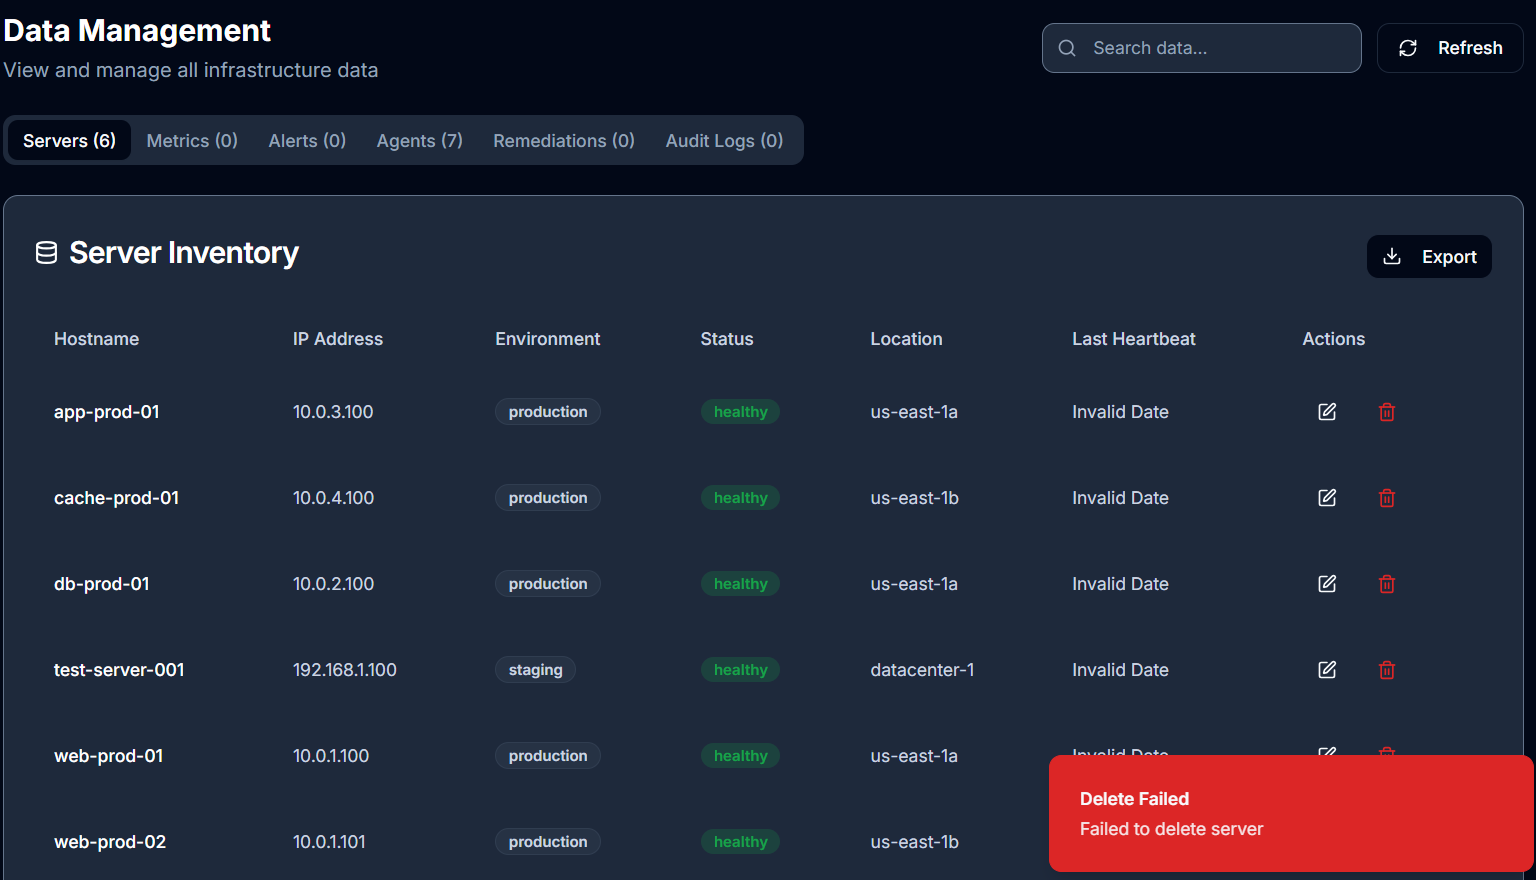 Data Management
View and manage all infrastructure data
Search data...
Refresh
Servers (6) Metrics (0) Alerts (0) Agents (7) Remediations (0) Audit Logs (0)
Server Inventory
Export
Hostname IP Address Environment Status Location Last Heartbeat Actions
app-prod-01 10.0.3.100 production healthy us-east-1a Invalid Date
cache-prod-01 10.0.4.100 production healthy us-east-1b Invalid Date
db-prod-01 10.0.2.100 production healthy us-east-1a Invalid Date
test-server-001 192.168.1.100 staging healthy datacenter-1 Invalid Date
web-prod-01 10.0.1.100 production healthy us-east-1a Invalid Date
web-prod-02 10.0.1.101 production healthy us-east-1b
Delete Failed
Failed to delete server